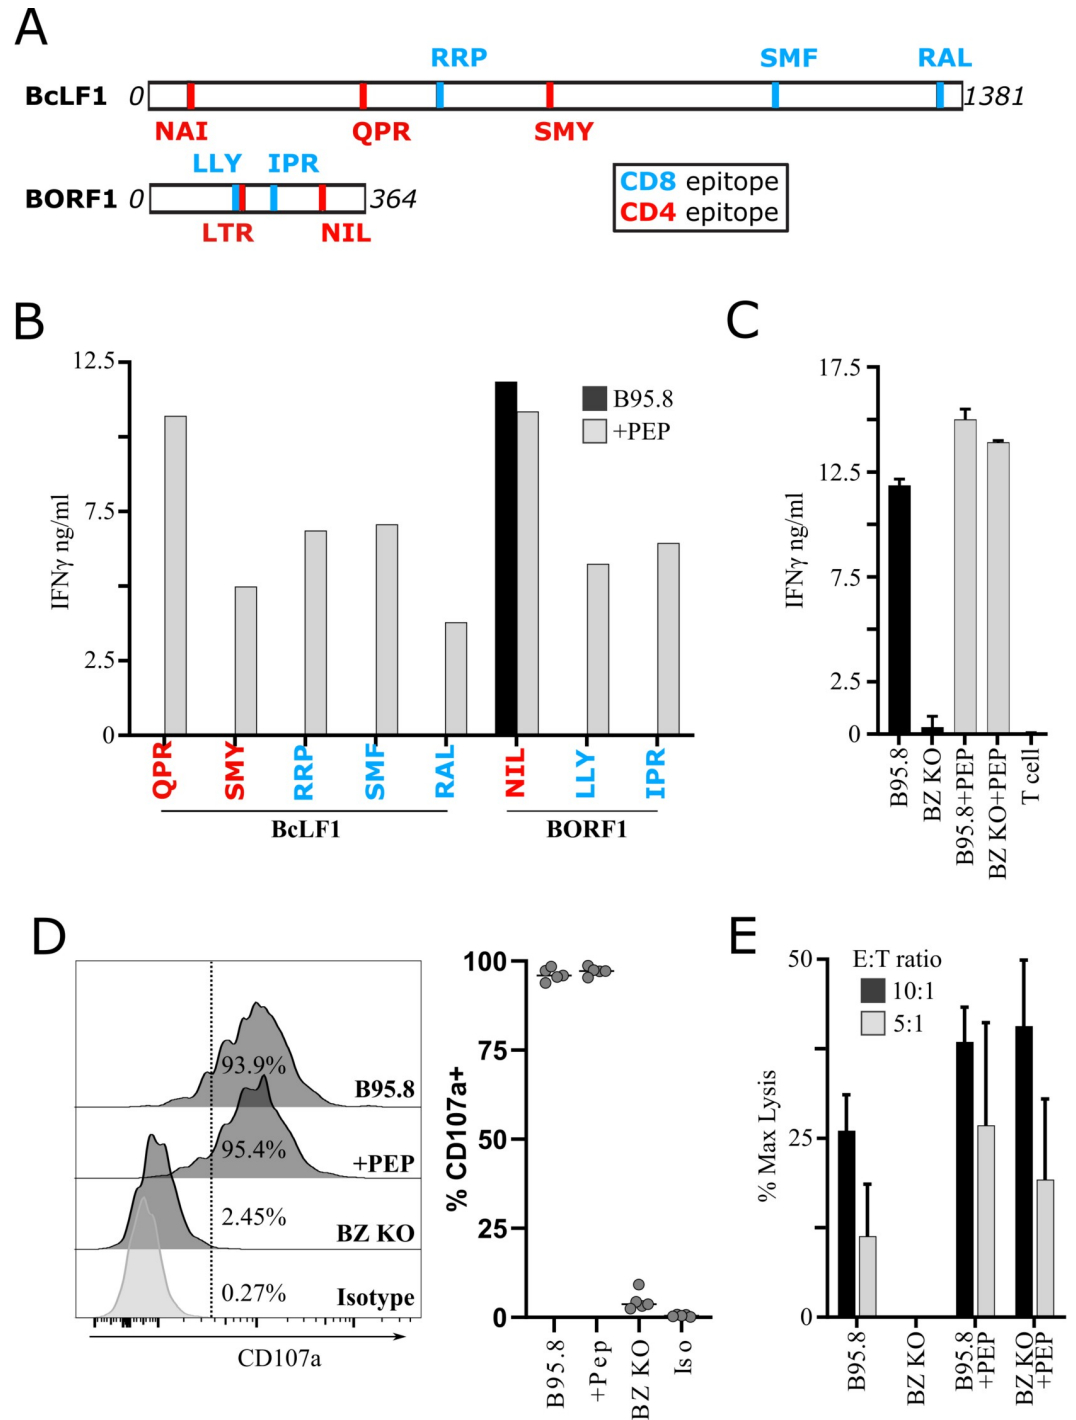 A
RRP SMF RAL
BcLF1 0 1381
NAI QPR SMY
LLY IPR
BORF1 0 364
LTR NIL
CD8 epitope
CD4 epitope
B
12.5
7.5
2.5
0
IFNγ ng/ml
B95.8
+PEP
QPR SMY RRP SMF RAL NIL LLY IPR
BcLF1 BORF1
C
17.5
12.5
7.5
2.5
0
IFNγ ng/ml
B95.8
BZ KO
B95.8+PEP
BZ KO+PEP
T cell
D
93.9%
B95.8
95.4%
+PEP
2.45%
BZ KO
0.27%
Isotype
CD107a
100
75
50
25
0
% CD107a+
B95.8
+Pep
BZ KO
Iso
E
E:T ratio
10:1
5:1
50
25
0
% Max Lysis
B95.8
BZ KO
B95.8
+PEP
BZ KO
+PEP